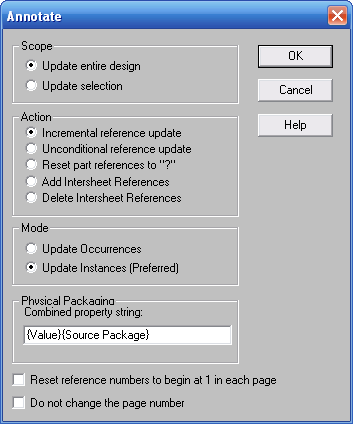 Annotate
Scope
Update entire design
Update selection
OK
Cancel
Help
Action
Incremental reference update
Unconditional reference update
Reset part references to "?"
Add Intersheet References
Delete Intersheet References
Mode
Update Occurrences
Update Instances (Preferred)
Physical Packaging
Combined property string:
{Value}{Source Package}
Reset reference numbers to begin at 1 in each page
Do not change the page number